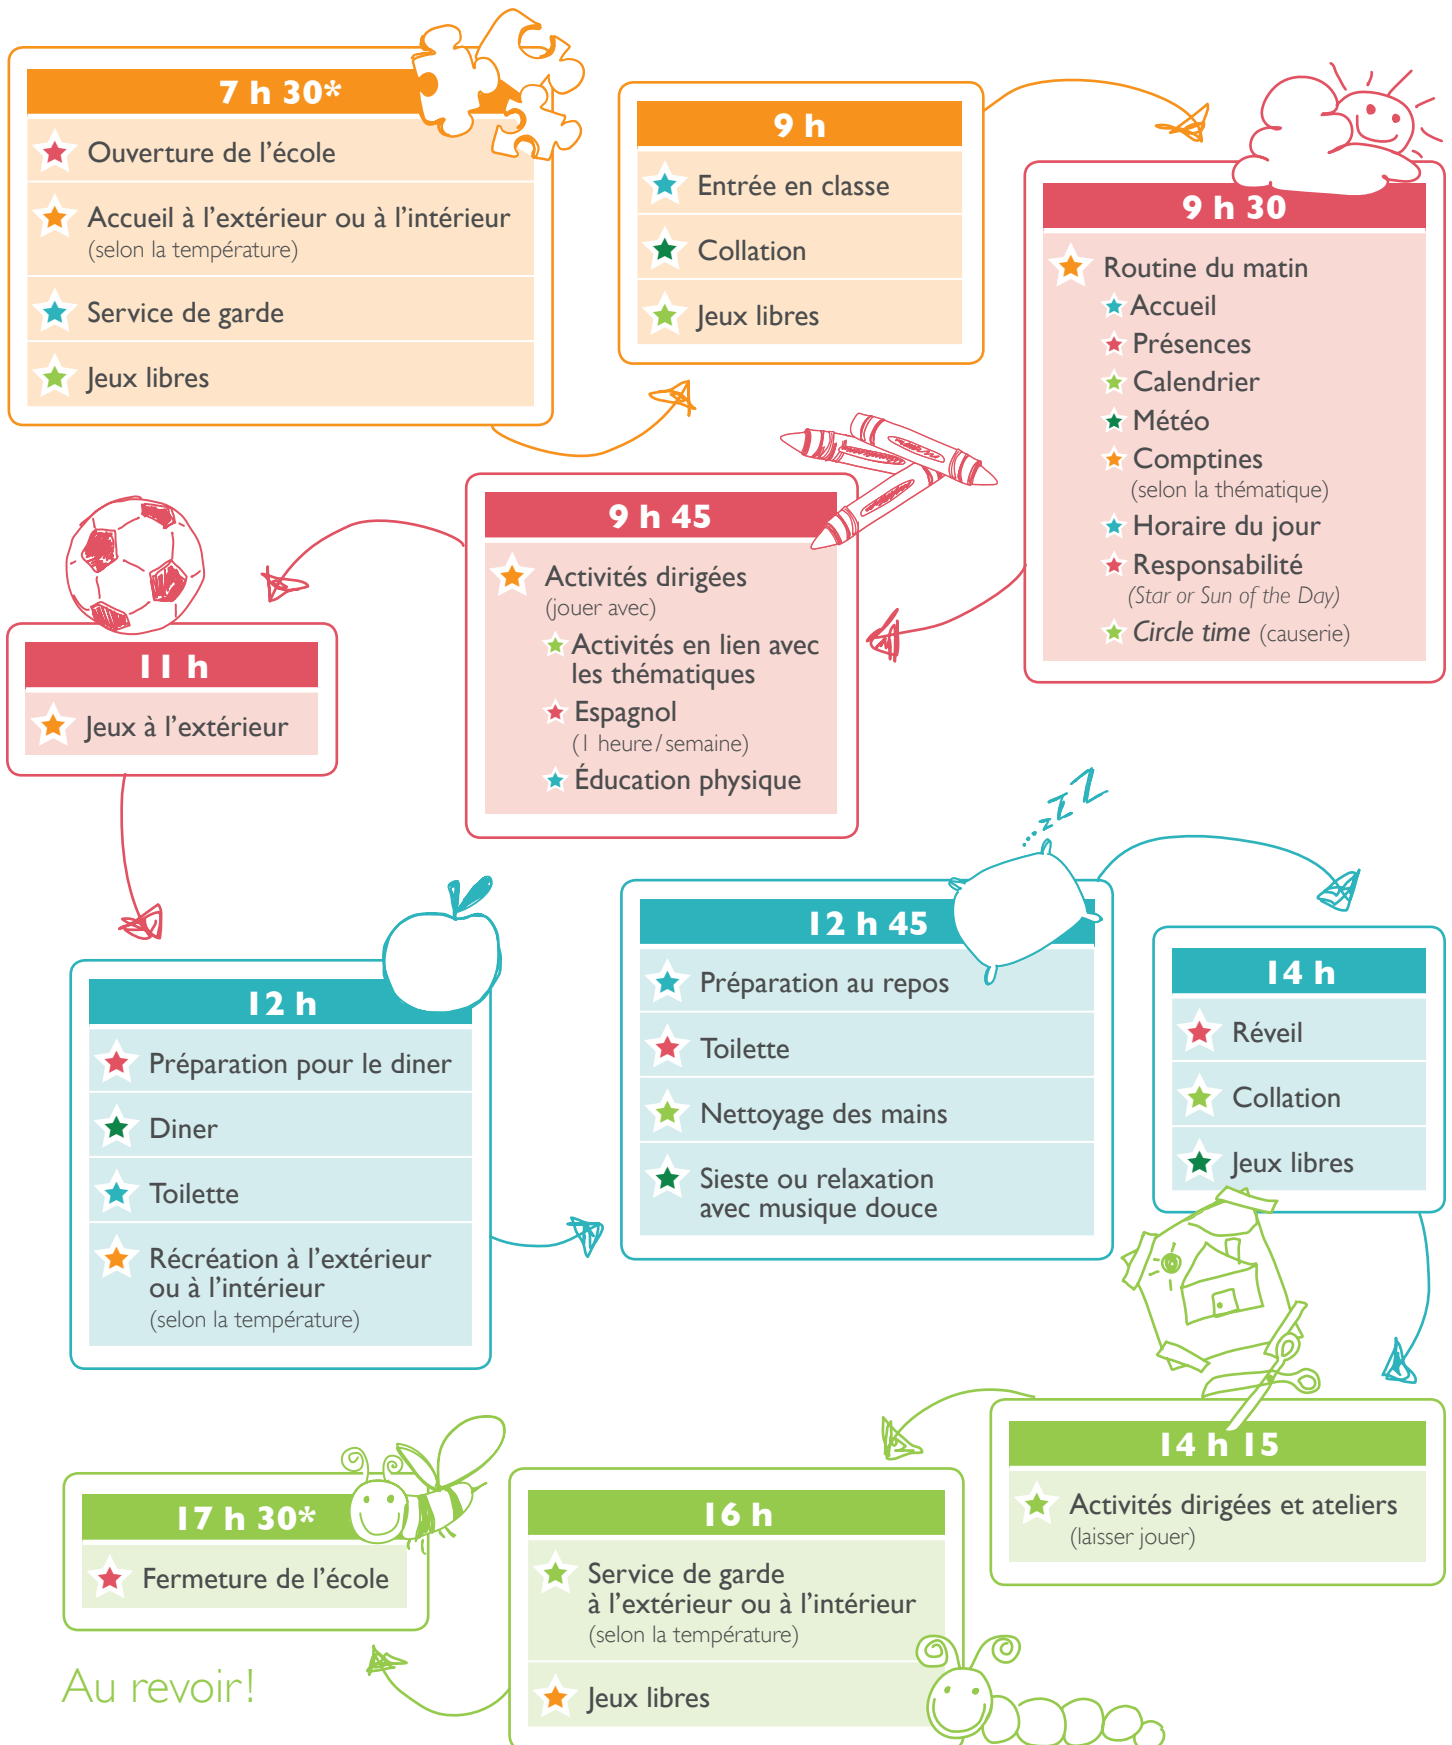 7 h 30*
Ouverture de l'école
Accueil à l'extérieur ou à l'intérieur
(selon la température)
Service de garde
Jeux libres
9 h
Entrée en classe
Collation
Jeux libres
9 h 30
Routine du matin
Accueil
Présences
Calendrier
Météo
Comptines
(selon la thématique)
Horaire du jour
Responsabilité
(Star or Sun of the Day)
Circle time (causerie)
9 h 45
Activités dirigées
(jouer avec)
Activités en lien avec
les thématiques
Espagnol
(1 heure/semaine)
Éducation physique
11 h
Jeux à l'extérieur
12 h
Préparation pour le diner
Diner
Toilette
Récréation à l'extérieur
ou à l'intérieur
(selon la température)
12 h 45
Préparation au repos
Toilette
Nettoyage des mains
Sieste ou relaxation
avec musique douce
zzZZ
14 h
Réveil
Collation
Jeux libres
14 h 15
Activités dirigées et ateliers
(laisser jouer)
16 h
Service de garde
à l'extérieur ou à l'intérieur
(selon la température)
Jeux libres
17 h 30*
Fermeture de l'école
Au revoir!